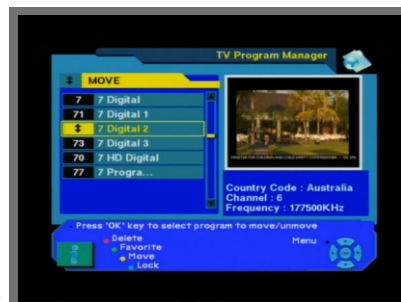 TV Program Manager
MOVE
7 7 Digital
71 7 Digital 1
7 Digital 2
73 7 Digital 3
70 7 HD Digital
77 7 Progra...
Country Code : Australia
Channel : 6
Frequency : 177500KHz
Press 'OK' key to select program to move/unmove
Delete
Favorite
Move
Lock
Menu